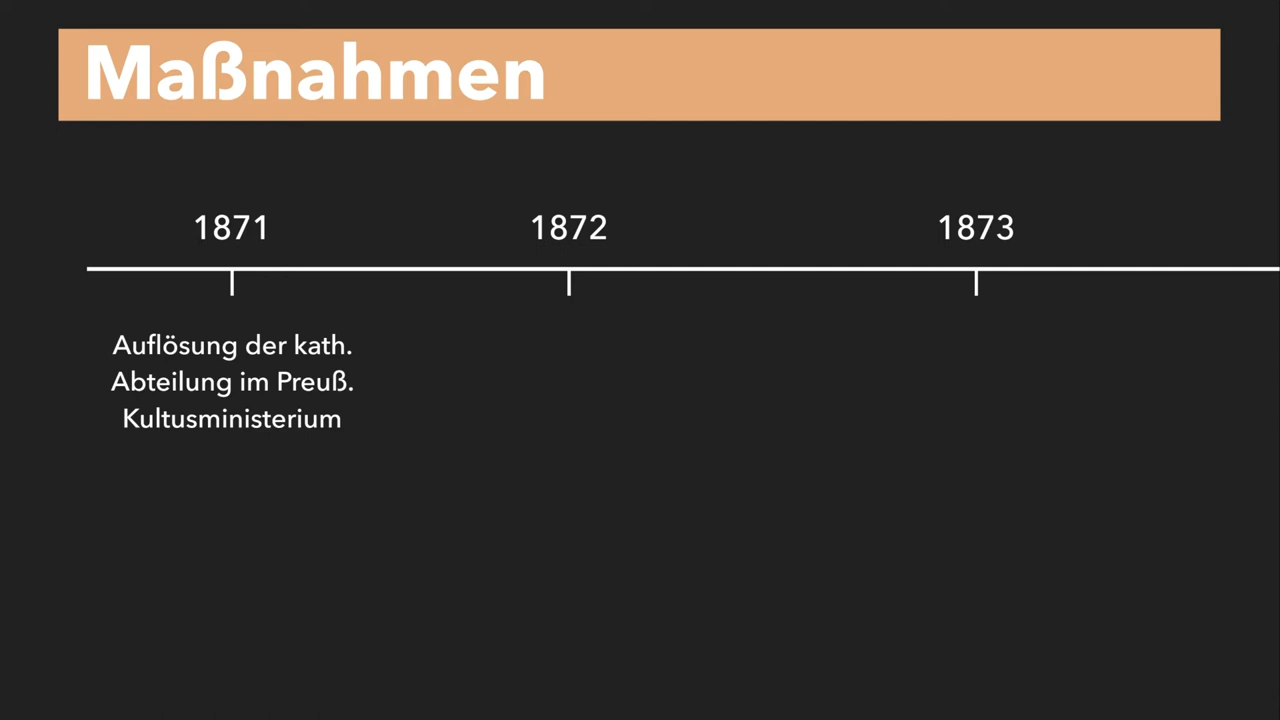 Maßnahmen
1871 1872 1873
Auflösung der kath.
Abteilung im Preuß.
Kultusministerium